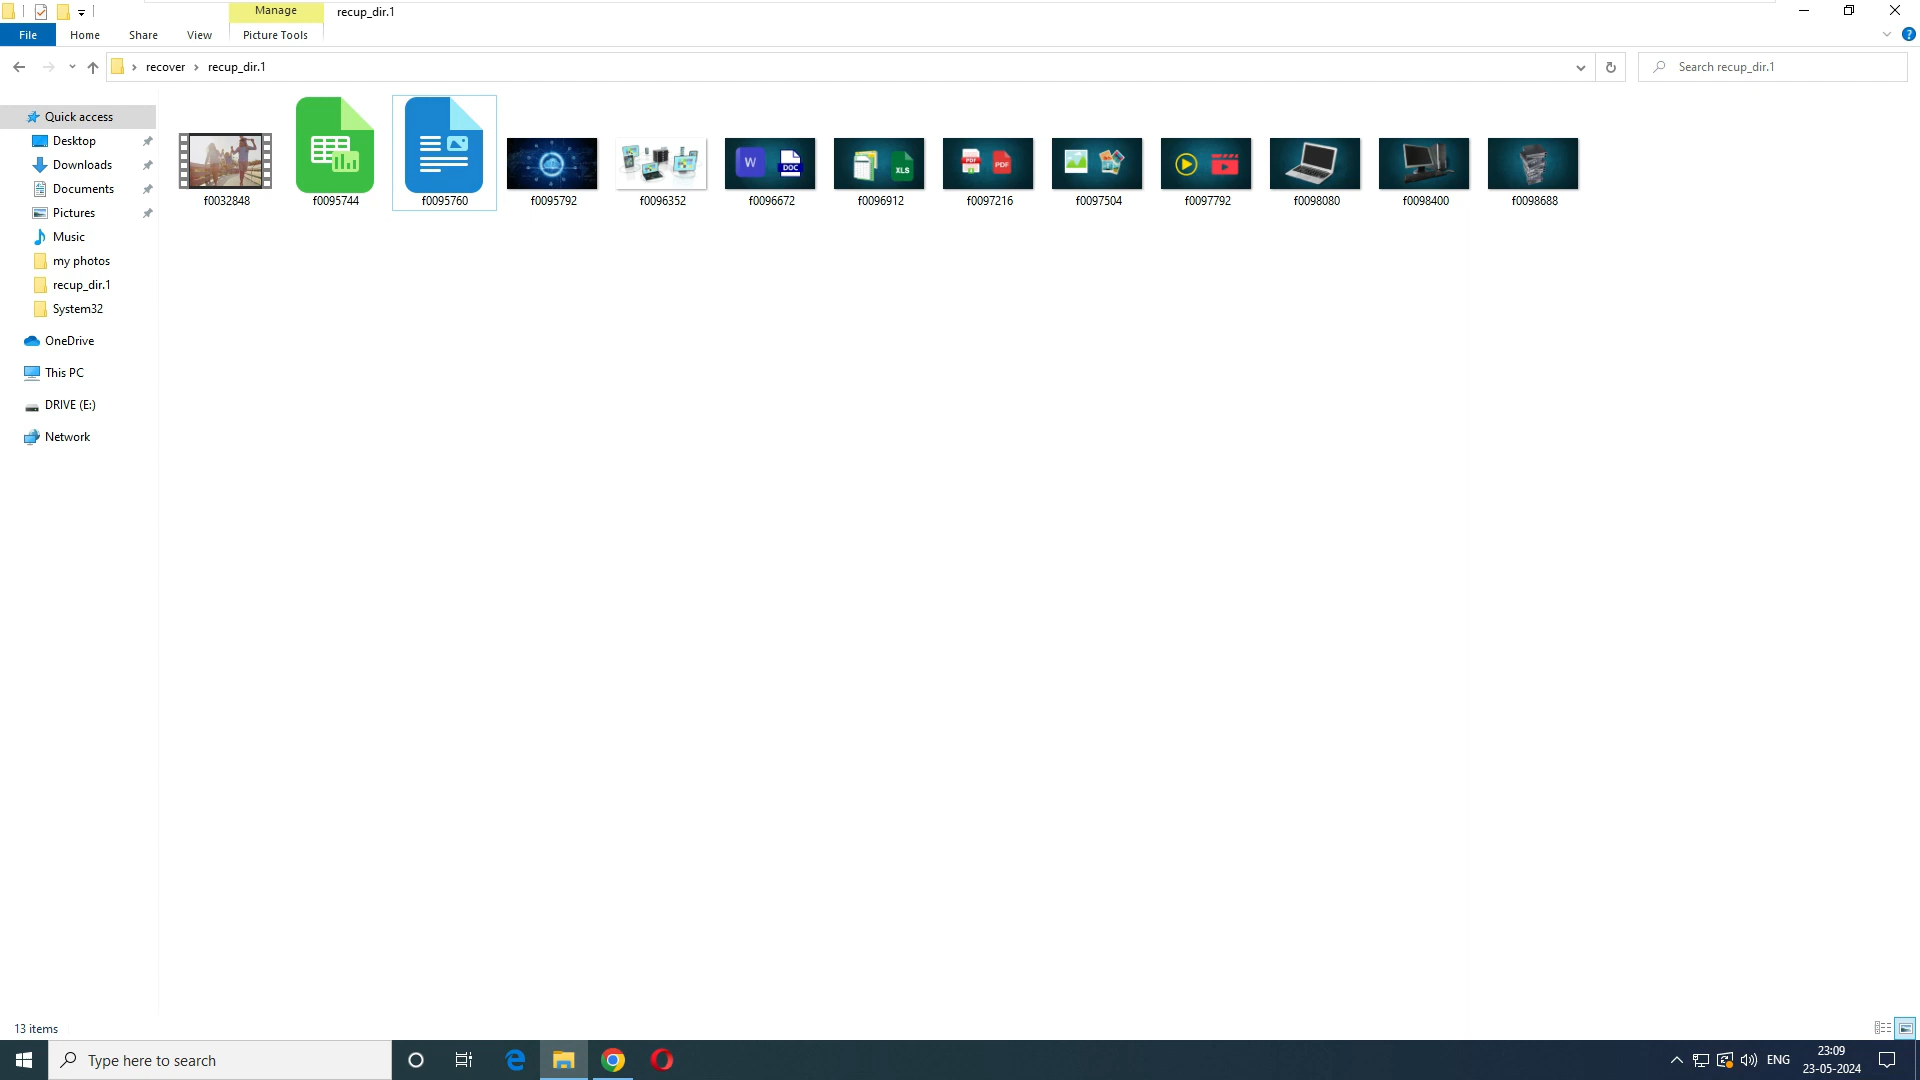 Manage
recup_dir.1
File
Home
Share
View
Picture Tools
recover
recup_dir.1
Search recup_dir.1
Quick access
Desktop
Downloads
Documents
Pictures
Music
my photos
recup_dir.1
System32
OneDrive
This PC
DRIVE (E:)
Network
f0032848
f0095744
f0095760
f0095792
f0096352
W
DOC
f0096672
XLS
f0096912
PDF
PDF
f0097216
f0097504
f0097792
f0098080
f0098400
f0098688
13 items
Type here to search
ENG
23:09
23-05-2024